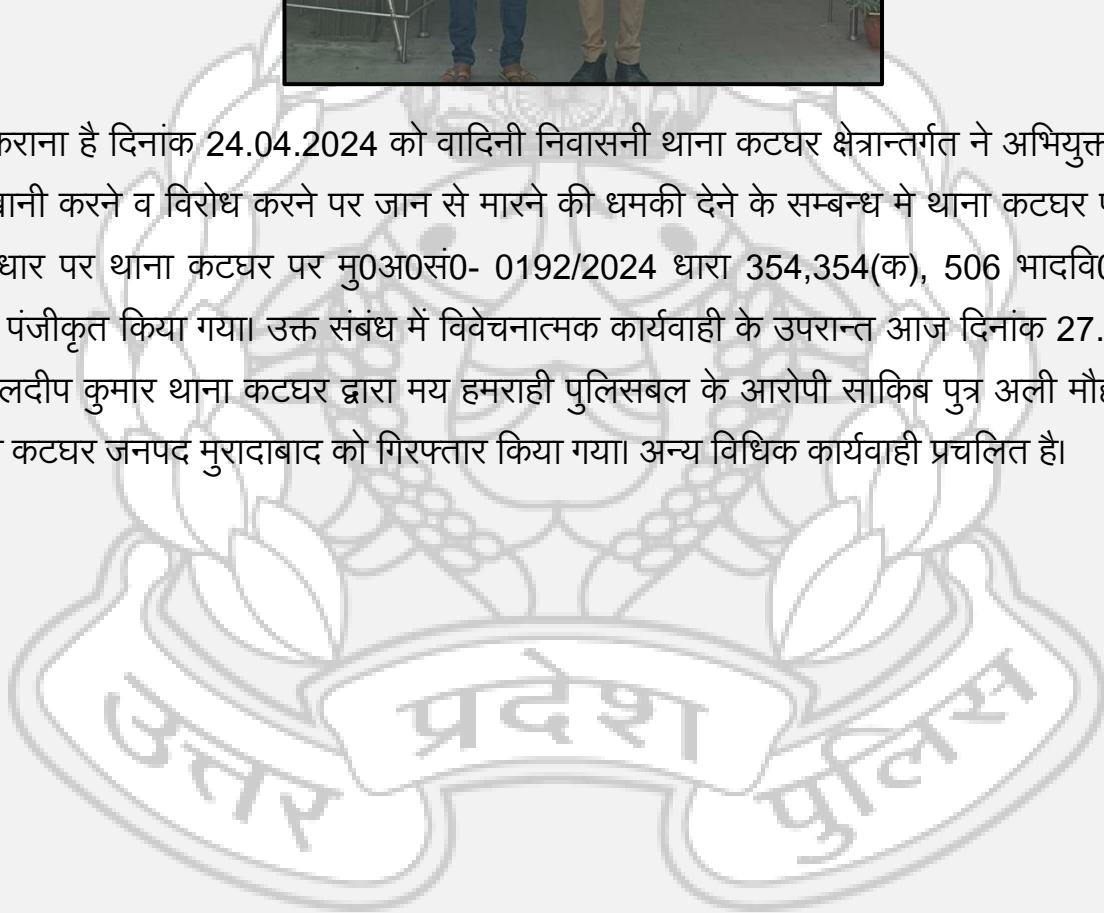 कराना है दिनांक 24.04.2024 को वादिनी निवासनी थाना कटघर क्षेत्रान्तर्गत ने अभियुक्त
करने व विरोध करने पर जान से मारने की धमकी देने के सम्बन्ध मे थाना कटघर
पर थाना कटघर पर मु0अ0सं0- 0192/2024 धारा 354,354(क), 506 भादवि0
पंजीकृत किया गया। उक्त संबंध में विवेचनात्मक कार्यवाही के उपरान्त आज दिनांक 27.
कुमार थाना कटघर द्वारा मय हमराही पुलिसबल के आरोपी साकिब पुत्र अली
कटघर जनपद मुरादाबाद को गिरफ्तार किया गया। अन्य विधिक कार्यवाही प्रचलित है।
उत्तर प्रदेश पुलिस